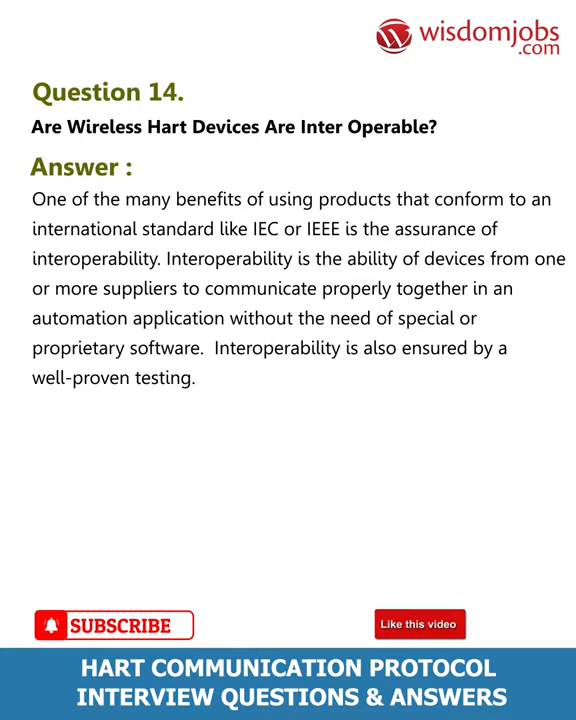 wisdomjobs
.com
Question 14.
Are Wireless Hart Devices Are Inter Operable?
Answer :
One of the many benefits of using products that conform to an
international standard like IEC or IEEE is the assurance of
interoperability. Interoperability is the ability of devices from one
or more suppliers to communicate properly together in an
automation application without the need of special or
proprietary software. Interoperability is also ensured by a
well-proven testing.
SUBSCRIBE
Like this video
HART COMMUNICATION PROTOCOL
INTERVIEW QUESTIONS & ANSWERS